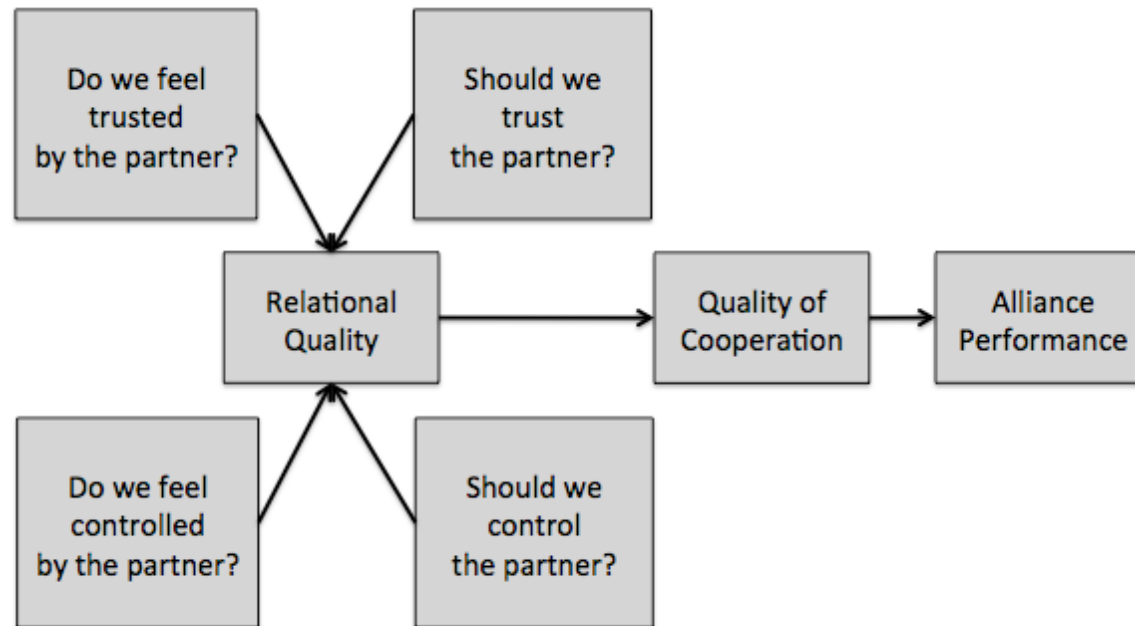 Do we feel
trusted
by the partner?
Should we
trust
the partner?
Relational
Quality
Quality of
Cooperation
Alliance
Performance
Do we feel
controlled
by the partner?
Should we
control
the partner?